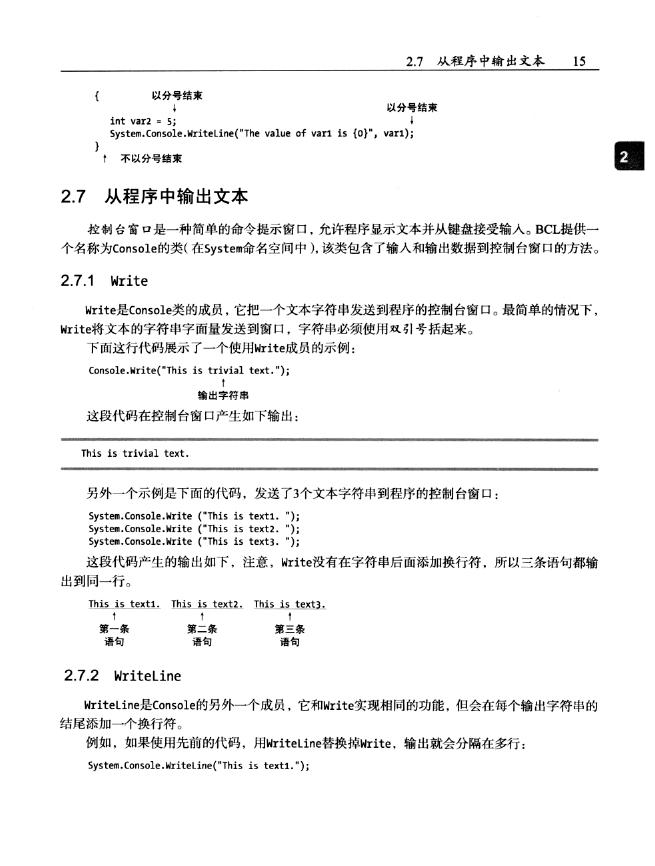 2.7 从程序中输出文本 15
{ 以分号结束
↓ 以分号结束
int var2 = 5; ↓
System.Console.WriteLine("The value of var1 is {0}", var1);
}
↑ 不以分号结束
2
2.7 从程序中输出文本
控制台窗口是一种简单的命令提示窗口，允许程序显示文本并从键盘接受输入。BCL提供一
个名称为Console的类（在System命名空间中），该类包含了输入和输出数据到控制台窗口的方法。
2.7.1 Write
Write是Console类的成员，它把一个文本字符串发送到程序的控制台窗口。最简单的情况下，
Write将文本的字符串字面量发送到窗口，字符串必须使用双引号括起来。
下面这行代码展示了一个使用Write成员的示例：
Console.Write("This is trivial text.");
↑
输出字符串
这段代码在控制台窗口产生如下输出：
This is trivial text.
另外一个示例是下面的代码，发送了3个文本字符串到程序的控制台窗口：
System.Console.Write ("This is text1. ");
System.Console.Write ("This is text2. ");
System.Console.Write ("This is text3. ");
这段代码产生的输出如下，注意，Write没有在字符串后面添加换行符，所以三条语句都输
出到同一行。
This is text1. This is text2. This is text3.
↑ ↑ ↑
第一条 第二条 第三条
语句 语句 语句
2.7.2 WriteLine
WriteLine是Console的另外一个成员，它和Write实现相同的功能，但会在每个输出字符串的
结尾添加一个换行符。
例如，如果使用先前的代码，用WriteLine替换掉Write，输出就会分隔在多行：
System.Console.WriteLine("This is text1.");